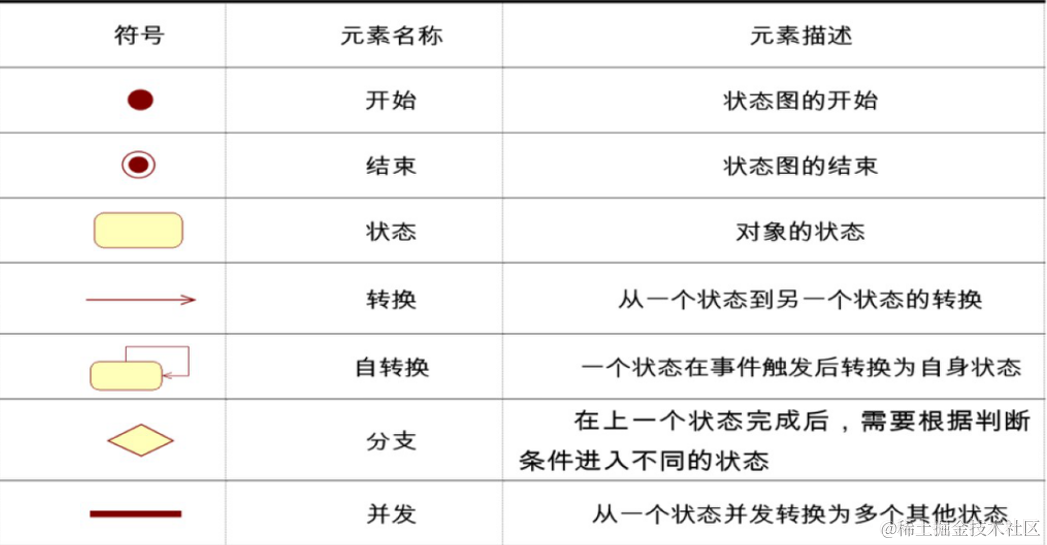 符号 元素名称 元素描述
开始 状态图的开始
结束 状态图的结束
状态 对象的状态
转换 从一个状态到另一个状态的转换
自转换 一个状态在事件触发后转换为自身状态
分支 在上一个状态完成后，需要根据判断
条件进入不同的状态
并发 从一个状态并发转换为多个其他状态
@稀土掘金技术社区